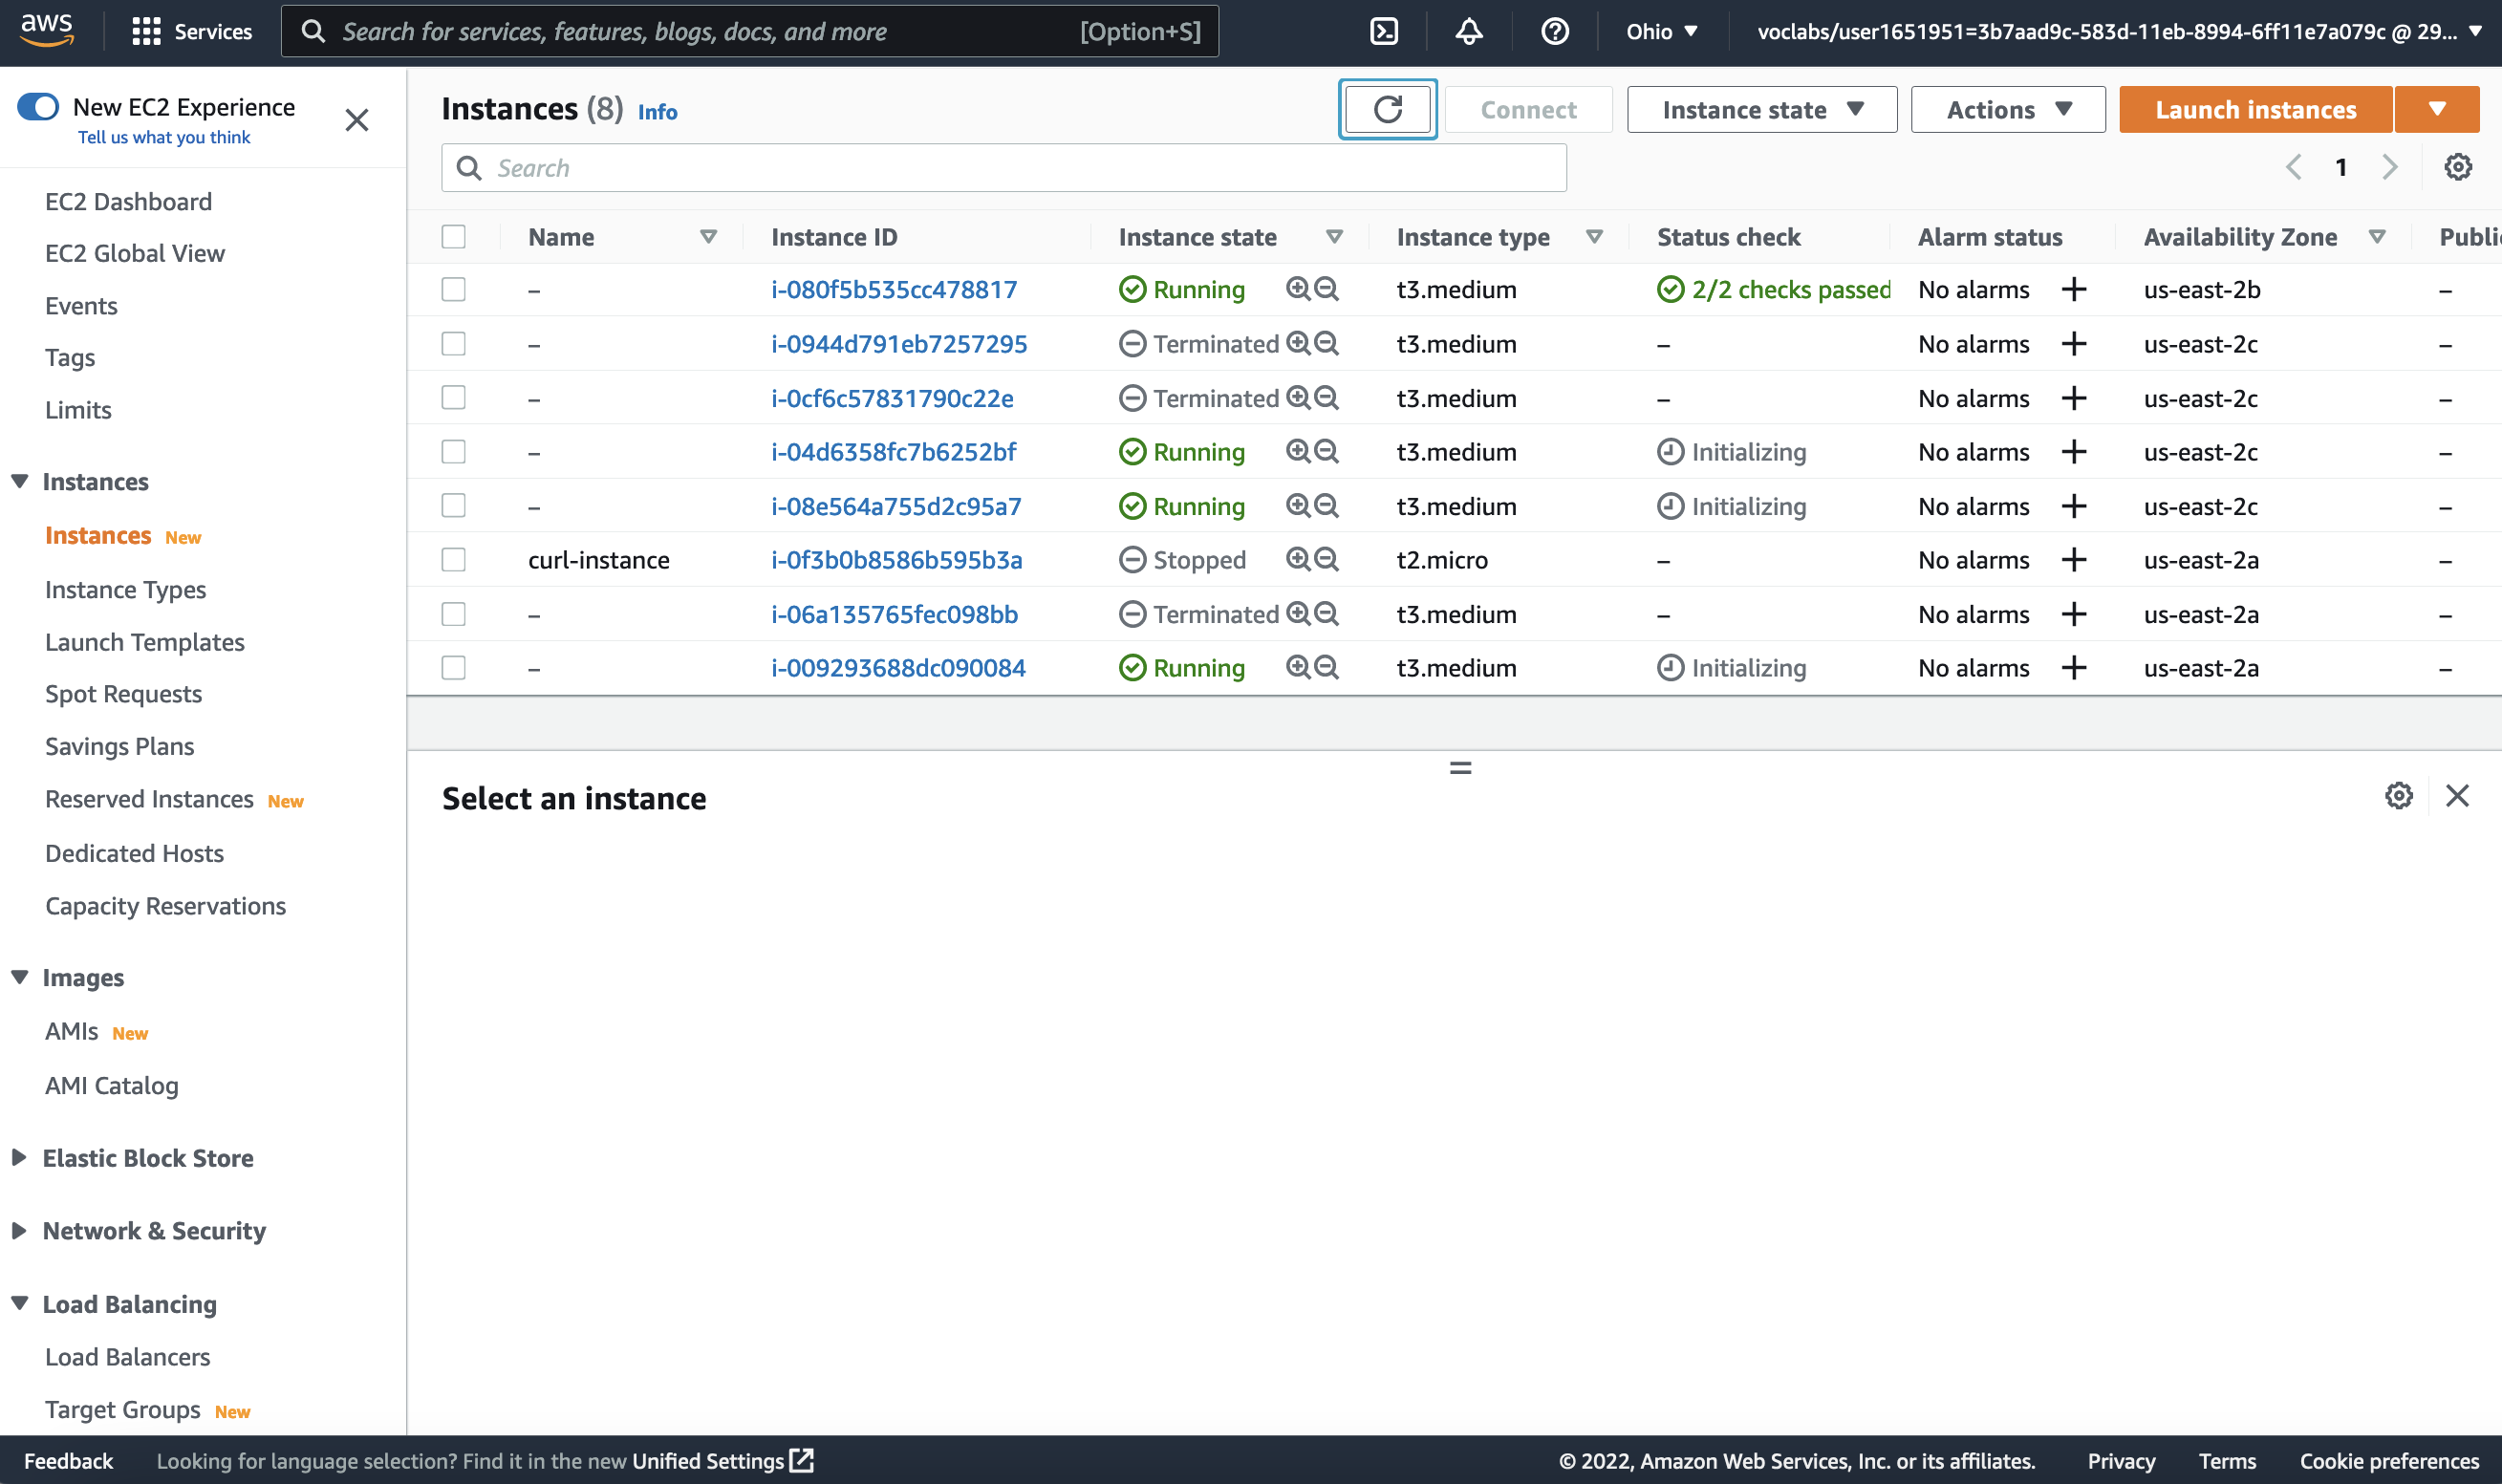 aws
Services
Search for services, features, blogs, docs, and more [Option+S]
Ohio
voclabs/user1651951=3b7aad9c-583d-11eb-8994-6ff11e7a079c @ 29...
New EC2 Experience
Tell us what you think
EC2 Dashboard
EC2 Global View
Events
Tags
Limits
Instances
Instances New
Instance Types
Launch Templates
Spot Requests
Savings Plans
Reserved Instances New
Dedicated Hosts
Capacity Reservations
Images
AMIs New
AMI Catalog
Elastic Block Store
Network & Security
Load Balancing
Load Balancers
Target Groups New
Instances (8) Info
Connect
Instance state
Actions
Launch instances
Search
1
Name Instance ID Instance state Instance type Status check Alarm status Availability Zone Publi
– i-080f5b535cc478817 Running t3.medium 2/2 checks passed No alarms us-east-2b –
– i-0944d791eb7257295 Terminated t3.medium – No alarms us-east-2c –
– i-0cf6c57831790c22e Terminated t3.medium – No alarms us-east-2c –
– i-04d6358fc7b6252bf Running t3.medium Initializing No alarms us-east-2c –
– i-08e564a755d2c95a7 Running t3.medium Initializing No alarms us-east-2c –
curl-instance i-0f3b0b8586b595b3a Stopped t2.micro – No alarms us-east-2a –
– i-06a135765fec098bb Terminated t3.medium – No alarms us-east-2a –
– i-009293688dc090084 Running t3.medium Initializing No alarms us-east-2a –
Select an instance
Feedback Looking for language selection? Find it in the new Unified Settings
© 2022, Amazon Web Services, Inc. or its affiliates. Privacy Terms Cookie preferences